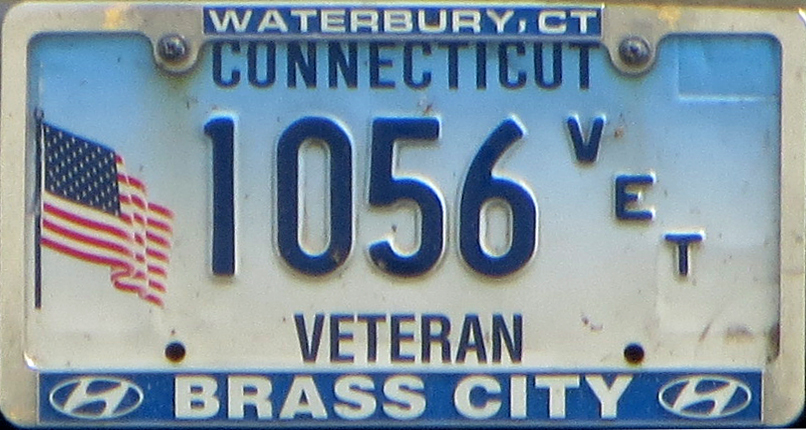 WATERBURY, CT
CONNECTICUT
1056 VET
VETERAN
BRASS CITY